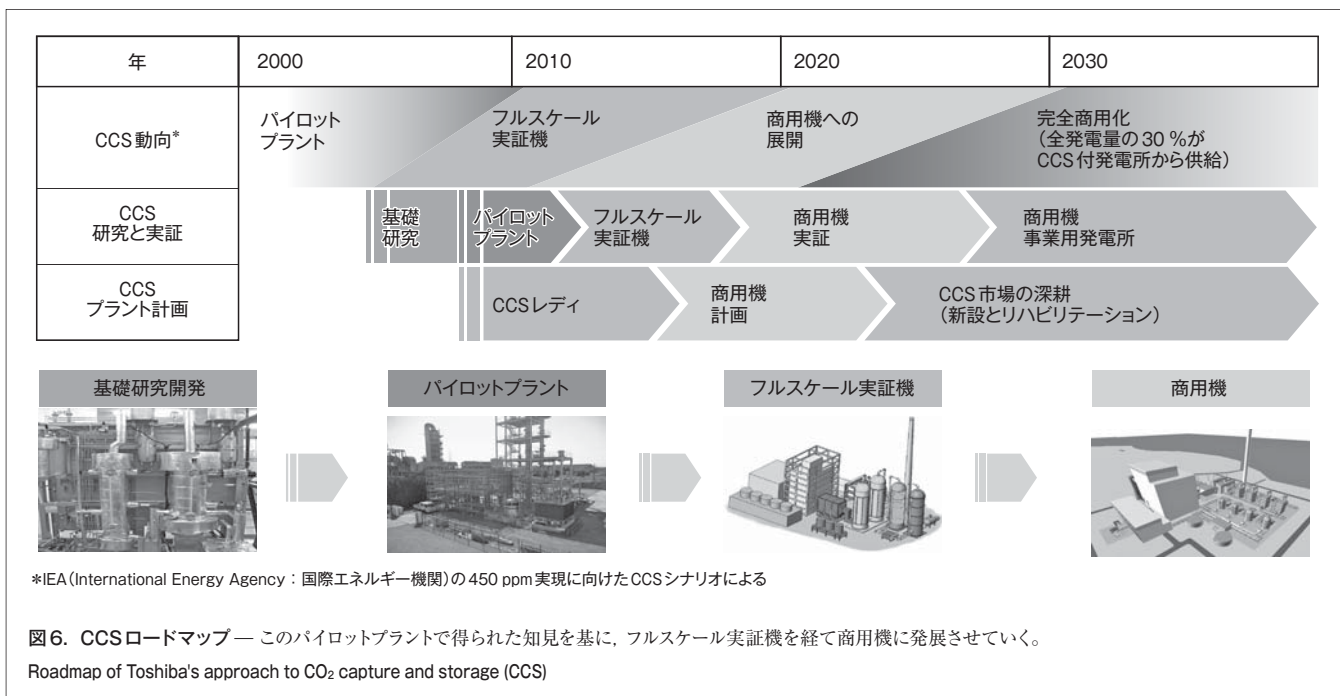 年 2000 2010 2020 2030
CCS動向*
パイロット
プラント
フルスケール
実証機
商用機への
展開
完全商用化
(全発電量の30 %が
CCS付発電所から供給)
CCS
研究と実証
基礎
研究
パイロット
プラント
フルスケール
実証機
商用機
実証
商用機
事業用発電所
CCS
プラント計画
CCSレディ
商用機
計画
CCS市場の深耕
(新設とリハビリテーション)
基礎研究開発
パイロットプラント
フルスケール実証機
商用機
*IEA(International Energy Agency:国際エネルギー機関)の450 ppm実現に向けたCCSシナリオによる
図6. CCSロードマップ — このパイロットプラントで得られた知見を基に,フルスケール実証機を経て商用機に発展させていく。
Roadmap of Toshiba's approach to CO₂ capture and storage (CCS)